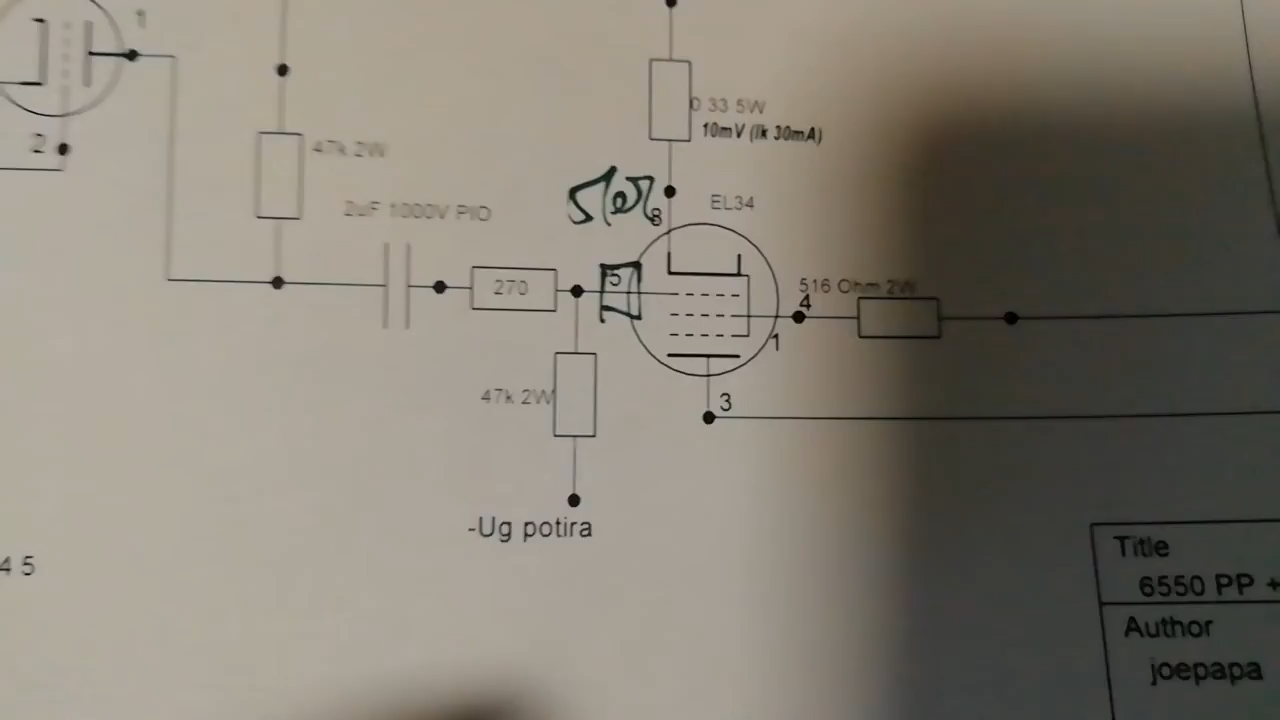 1
2
47k 2W
0 33 5W
10mV (Ik 30mA)
8
EL34
2uF 1000V PIO
270
5
516 Ohm 2W
4
1
47k 2W
3
-Ug potira
4 5
Title
6550 PP +
Author
joepapa